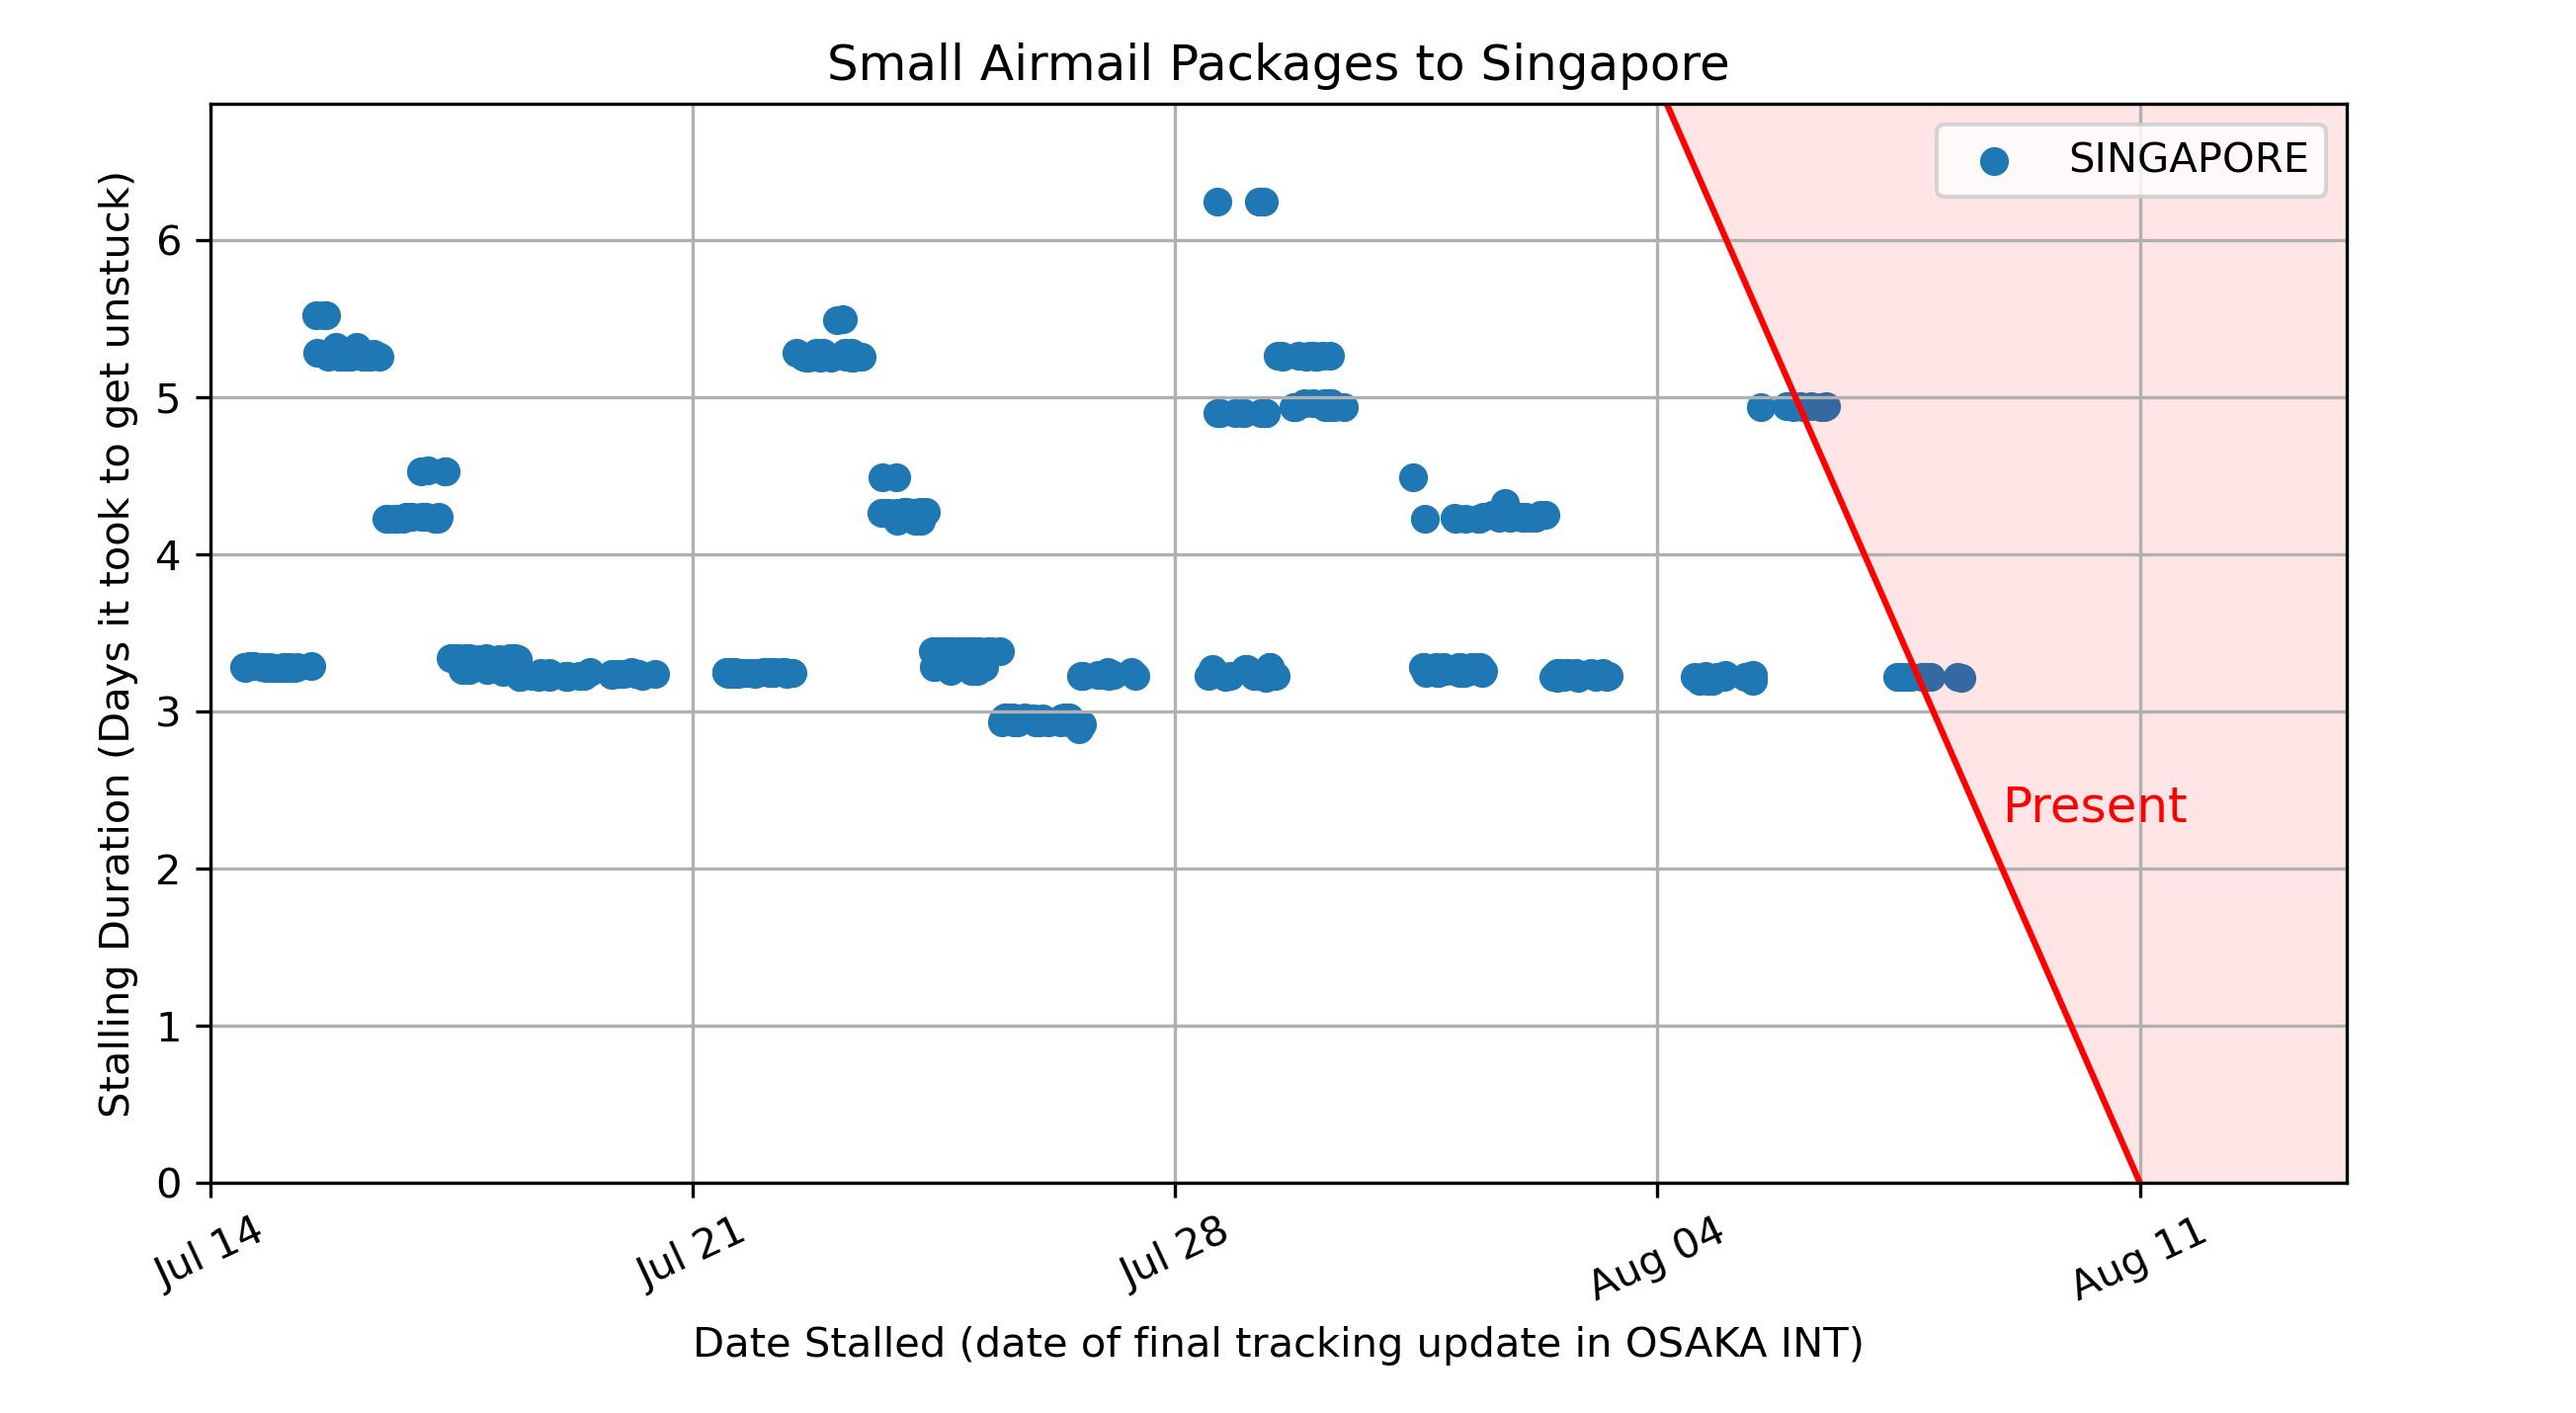 Small Airmail Packages to Singapore
SINGAPORE
Stalling Duration (Days it took to get unstuck)
6
5
4
3
2
1
0
Present
Jul 14
Jul 21
Jul 28
Aug 04
Aug 11
Date Stalled (date of final tracking update in OSAKA INT)